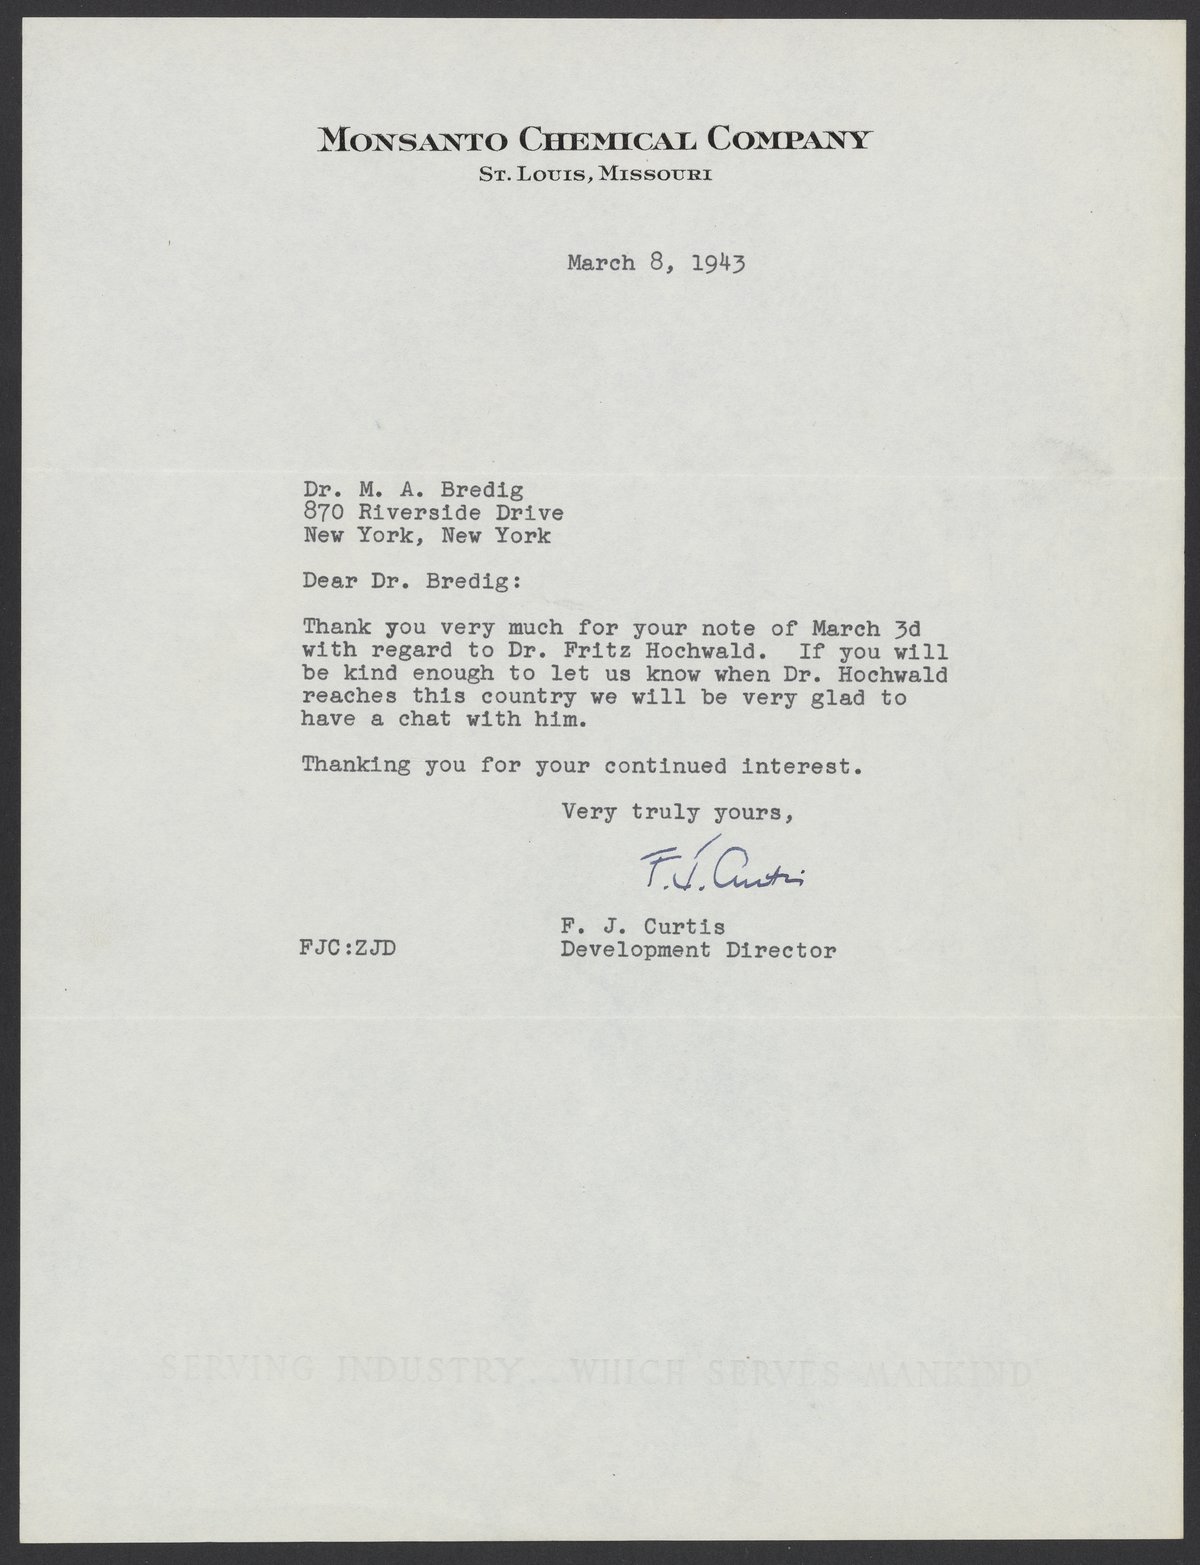 MONSANTO CHEMICAL COMPANY
ST. LOUIS, MISSOURI
March 8, 1943
Dr. M. A. Bredig
870 Riverside Drive
New York, New York
Dear Dr. Bredig:
Thank you very much for your note of March 3d
with regard to Dr. Fritz Hochwald.  If you will
be kind enough to let us know when Dr. Hochwald
reaches this country we will be very glad to
have a chat with him.
Thanking you for your continued interest.
Very truly yours,
F. J. Curtis
F. J. Curtis
FJC:ZJD Development Director
SERVING INDUSTRY...WHICH SERVES MANKIND